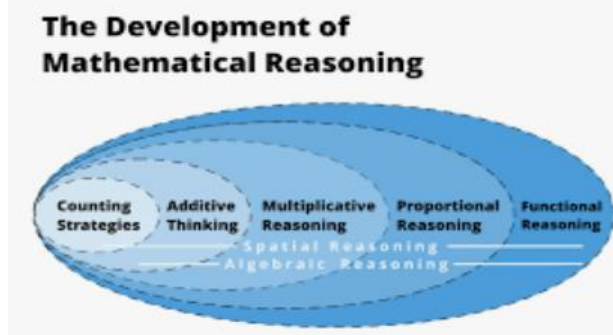 The Development of
Mathematical Reasoning
Counting Additive Multiplicative Proportional Functional
Strategies Thinking Reasoning Reasoning Reasoning
Spatial Reasoning
Algebraic Reasoning